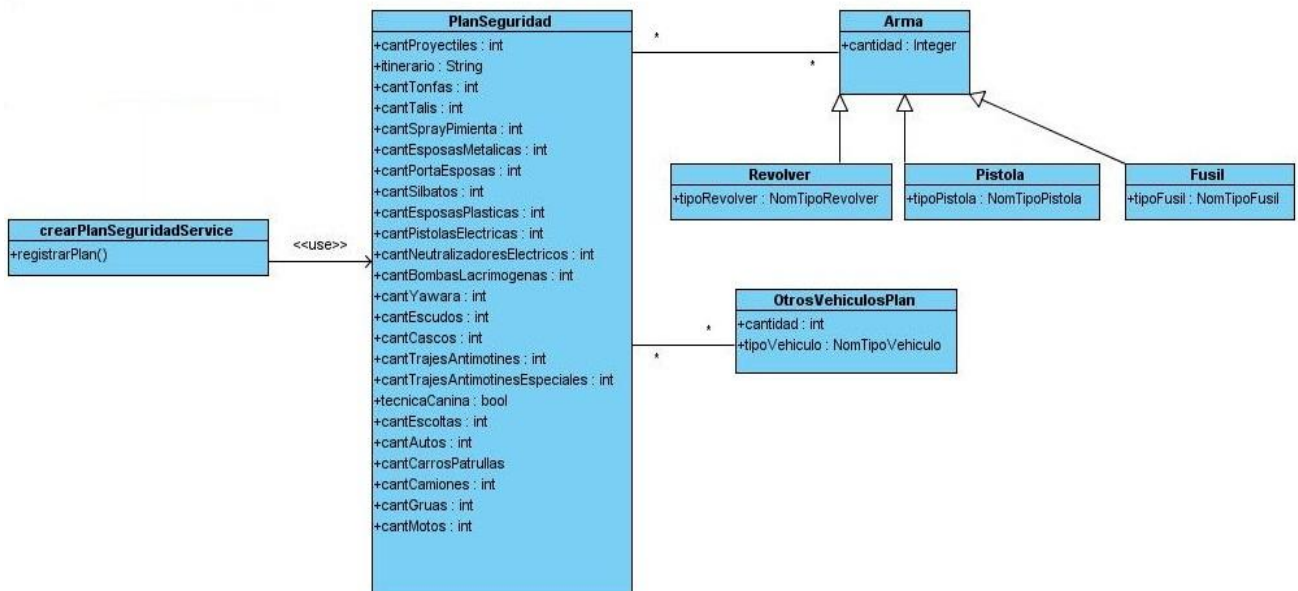 crearPlanSeguridadService
+registrarPlan()
<<use>>
PlanSeguridad
+cantProyectiles : int
+itinerario : String
+cantTonfas : int
+cantTalis : int
+cantSprayPimienta : int
+cantEsposasMetalicas : int
+cantPortaEsposas : int
+cantSilbatos : int
+cantEsposasPlasticas : int
+cantPistolasElectricas : int
+cantNeutralizadoresElectricos : int
+cantBombasLacrimogenas : int
+cantYawara : int
+cantEscudos : int
+cantCascos : int
+cantTrajesAntimotines : int
+cantTrajesAntimotinesEspeciales : int
+tecnicaCanina : bool
+cantEscoltas : int
+cantAutos : int
+cantCarrosPatrullas
+cantCamiones : int
+cantGruas : int
+cantMotos : int
*
*
Arma
+cantidad : Integer
Revolver
+tipoRevolver : NomTipoRevolver
Pistola
+tipoPistola : NomTipoPistola
Fusil
+tipoFusil : NomTipoFusil
*
*
OtrosVehiculosPlan
+cantidad : int
+tipoVehiculo : NomTipoVehiculo